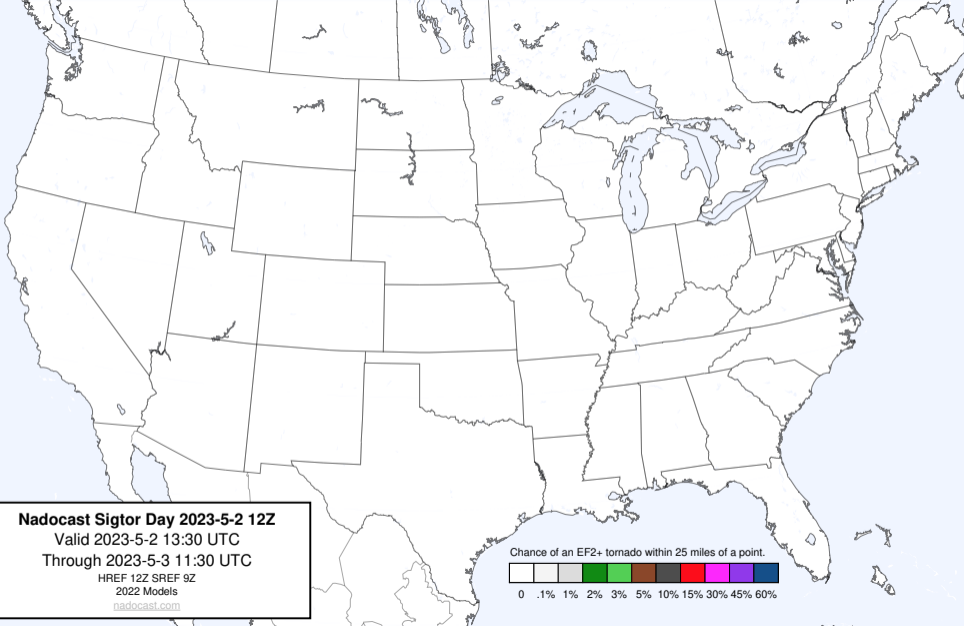 Nadocast Sigtor Day 2023-5-2 12Z
Valid 2023-5-2 13:30 UTC
Through 2023-5-3 11:30 UTC
HREF 12Z SREF 9Z
2022 Models
nadocast.com
Chance of an EF2+ tornado within 25 miles of a point.
0 .1% 1% 2% 3% 5% 10% 15% 30% 45% 60%